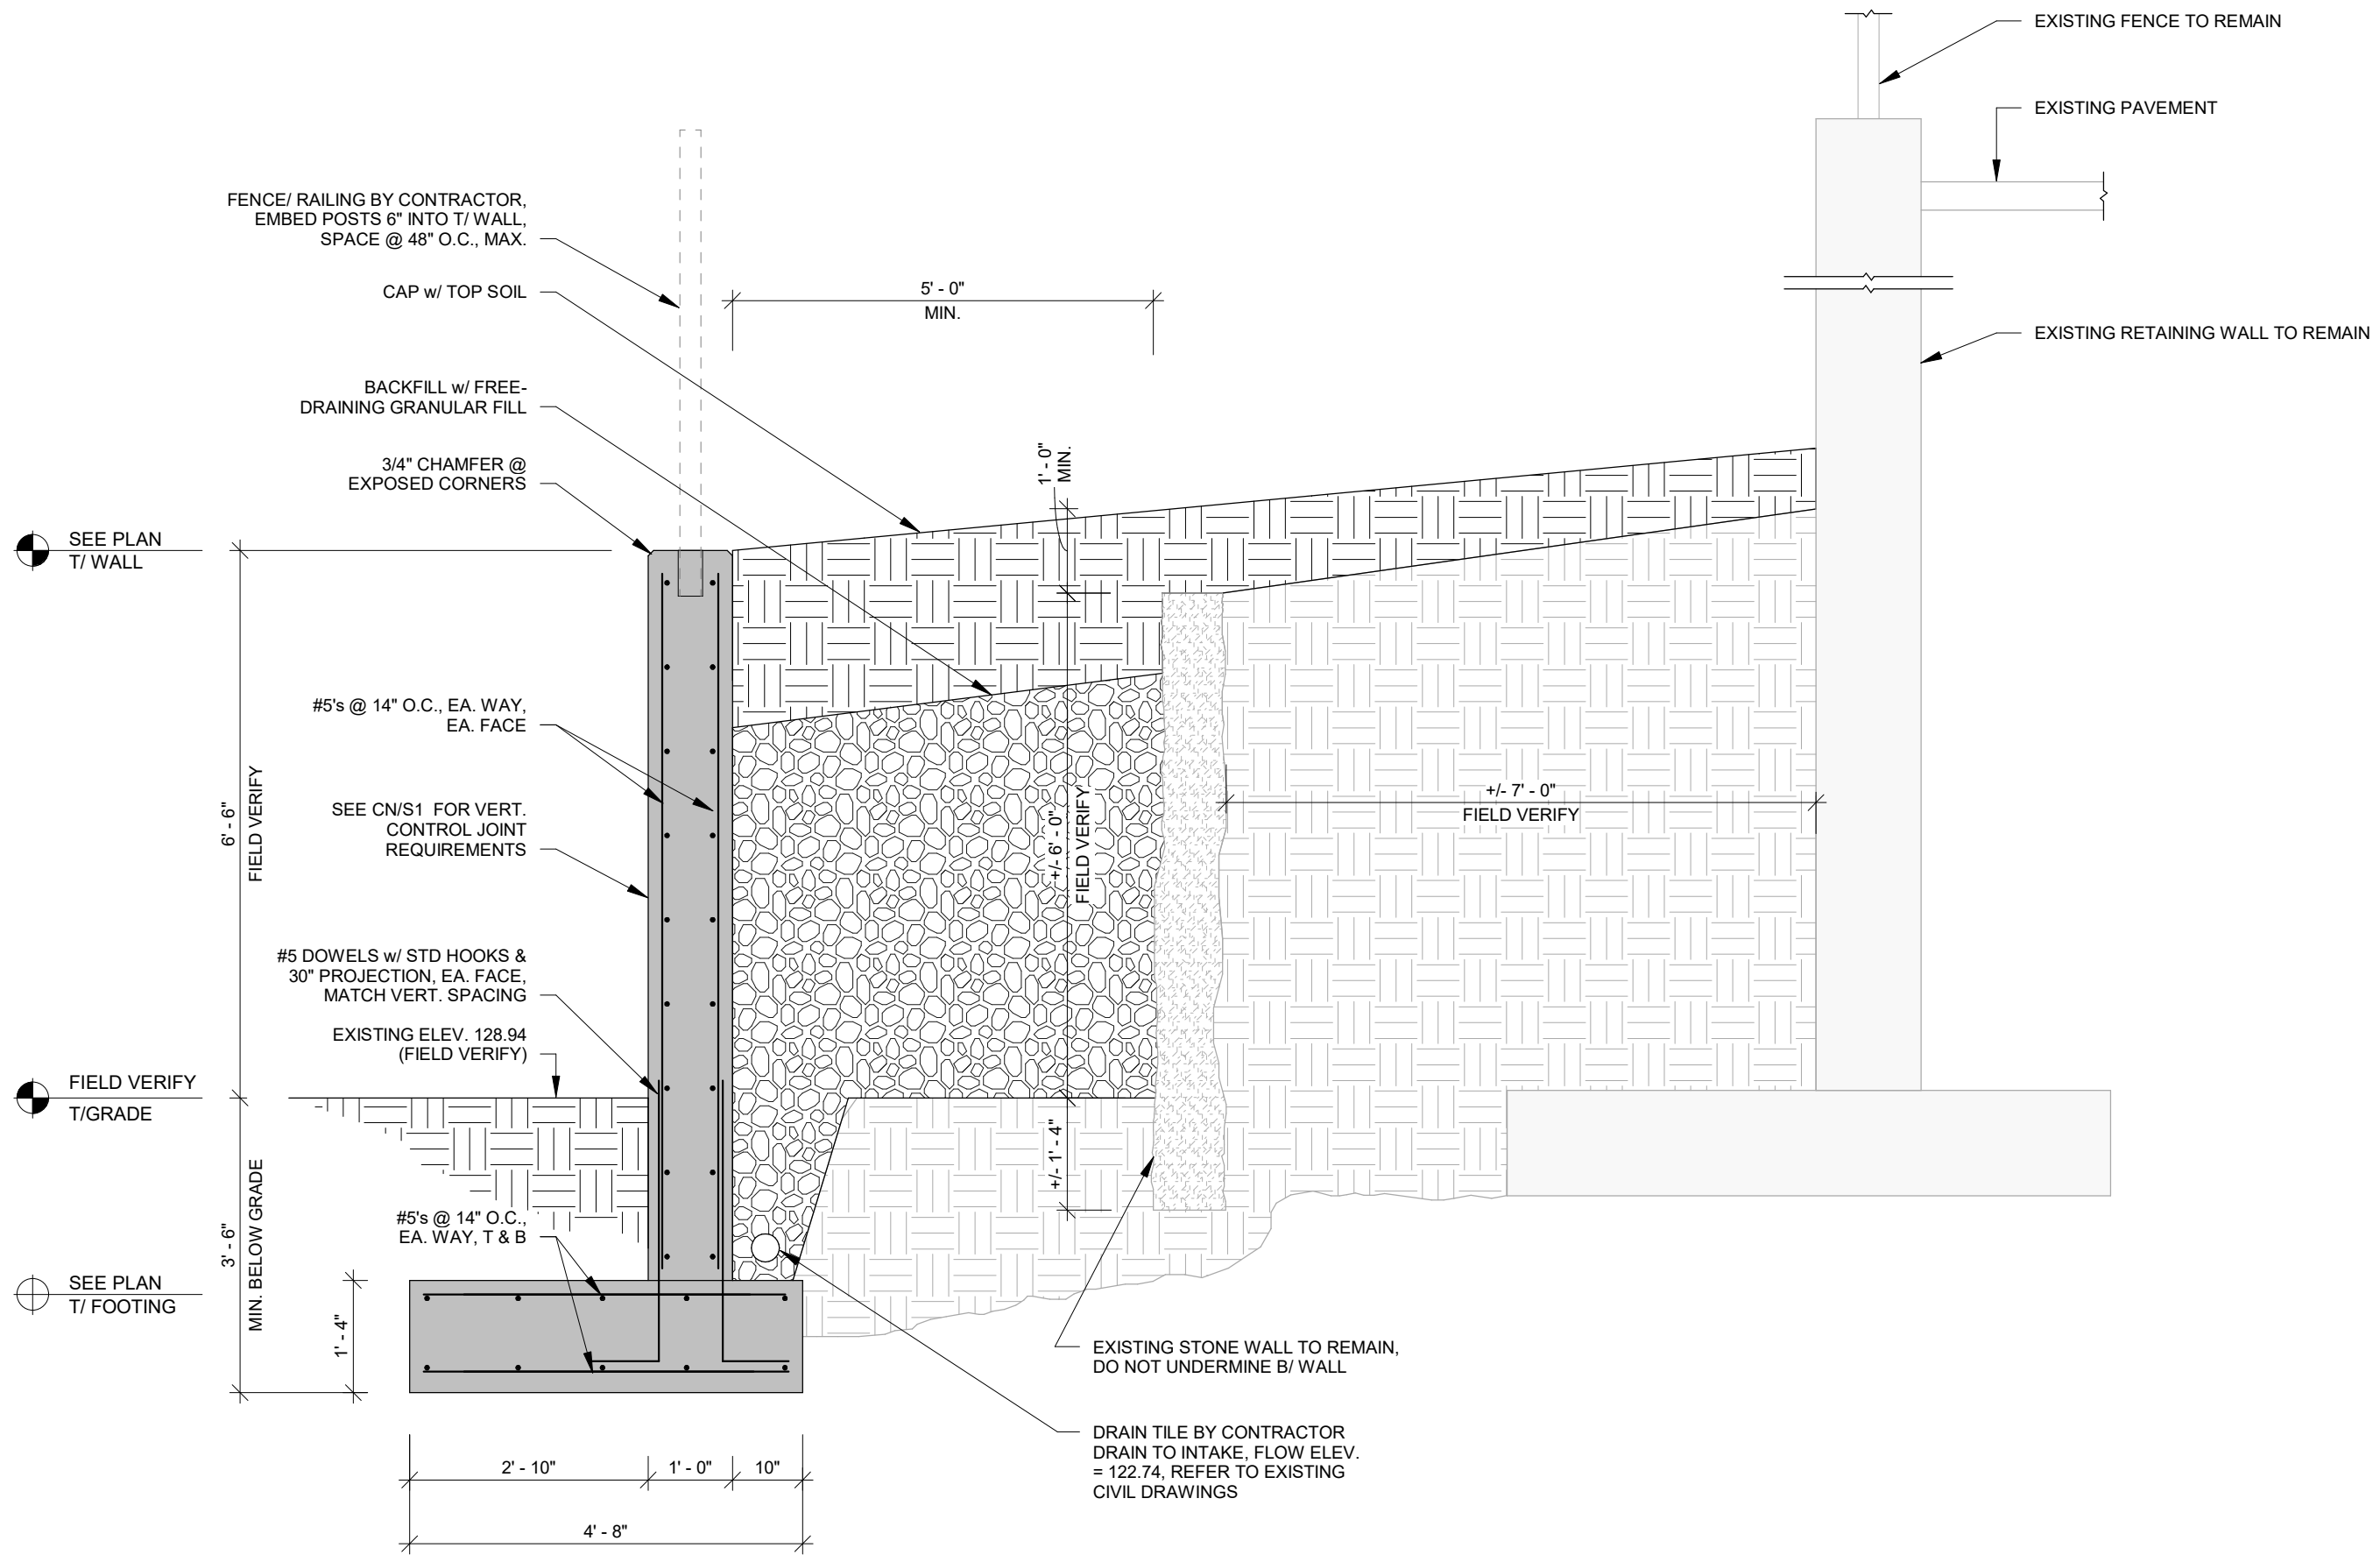 EXISTING FENCE TO REMAIN
EXISTING PAVEMENT
FENCE/ RAILING BY CONTRACTOR,
EMBED POSTS 6" INTO T/ WALL,
SPACE @ 48" O.C., MAX.
CAP w/ TOP SOIL
5' - 0"
MIN.
EXISTING RETAINING WALL TO REMAIN
BACKFILL w/ FREE-
DRAINING GRANULAR FILL
3/4" CHAMFER @
EXPOSED CORNERS
1' - 0"
MIN.
SEE PLAN
T/ WALL
#5's @ 14" O.C., EA. WAY,
EA. FACE
6' - 6"
FIELD VERIFY
SEE CN/S1 FOR VERT.
CONTROL JOINT
REQUIREMENTS
+/- 6' - 0"
FIELD VERIFY
+/- 7' - 0"
FIELD VERIFY
#5 DOWELS w/ STD HOOKS &
30" PROJECTION, EA. FACE,
MATCH VERT. SPACING
EXISTING ELEV. 128.94
(FIELD VERIFY)
FIELD VERIFY
T/GRADE
+/- 1' - 4"
3' - 6"
MIN. BELOW GRADE
#5's @ 14" O.C.,
EA. WAY, T & B
SEE PLAN
T/ FOOTING
1' - 4"
EXISTING STONE WALL TO REMAIN,
DO NOT UNDERMINE B/ WALL
DRAIN TILE BY CONTRACTOR
DRAIN TO INTAKE, FLOW ELEV.
= 122.74, REFER TO EXISTING
CIVIL DRAWINGS
2' - 10"
1' - 0"
10"
4' - 8"